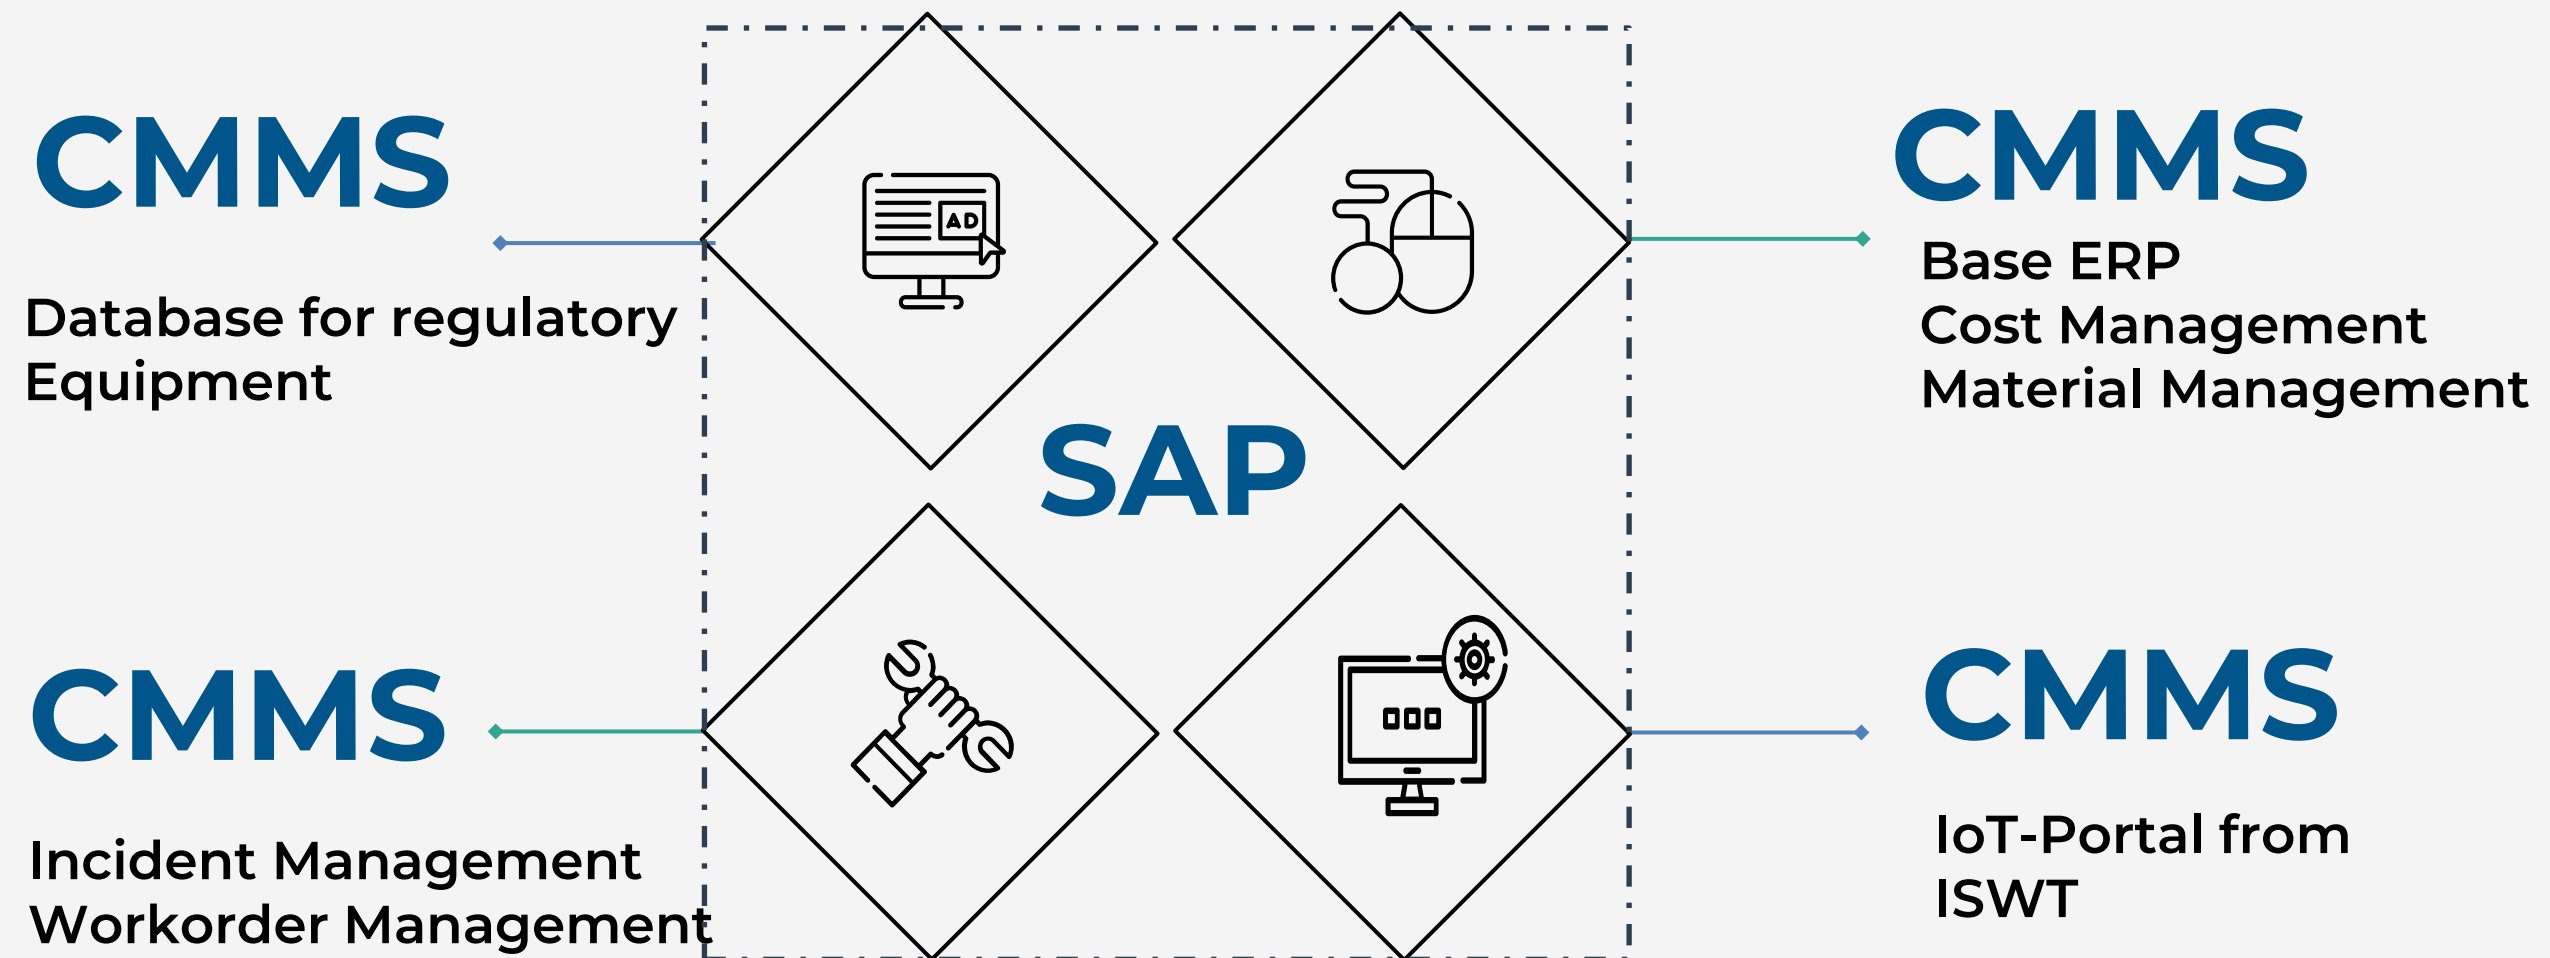 CMMS
Database for regulatory
Equipment
CMMS
Base ERP
Cost Management
Material Management
AD
SAP
CMMS
Incident Management
Workorder Management
CMMS
IoT-Portal from
ISWT